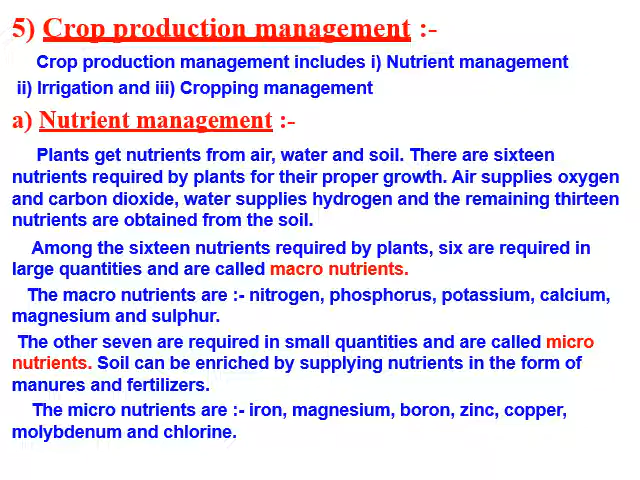 5) Crop production management :-
Crop production management includes i) Nutrient management
ii) Irrigation and iii) Cropping management
a) Nutrient management :-
Plants get nutrients from air, water and soil. There are sixteen
nutrients required by plants for their proper growth. Air supplies oxygen
and carbon dioxide, water supplies hydrogen and the remaining thirteen
nutrients are obtained from the soil.
Among the sixteen nutrients required by plants, six are required in
large quantities and are called macro nutrients.
The macro nutrients are :- nitrogen, phosphorus, potassium, calcium,
magnesium and sulphur.
The other seven are required in small quantities and are called micro
nutrients. Soil can be enriched by supplying nutrients in the form of
manures and fertilizers.
The micro nutrients are :- iron, magnesium, boron, zinc, copper,
molybdenum and chlorine.